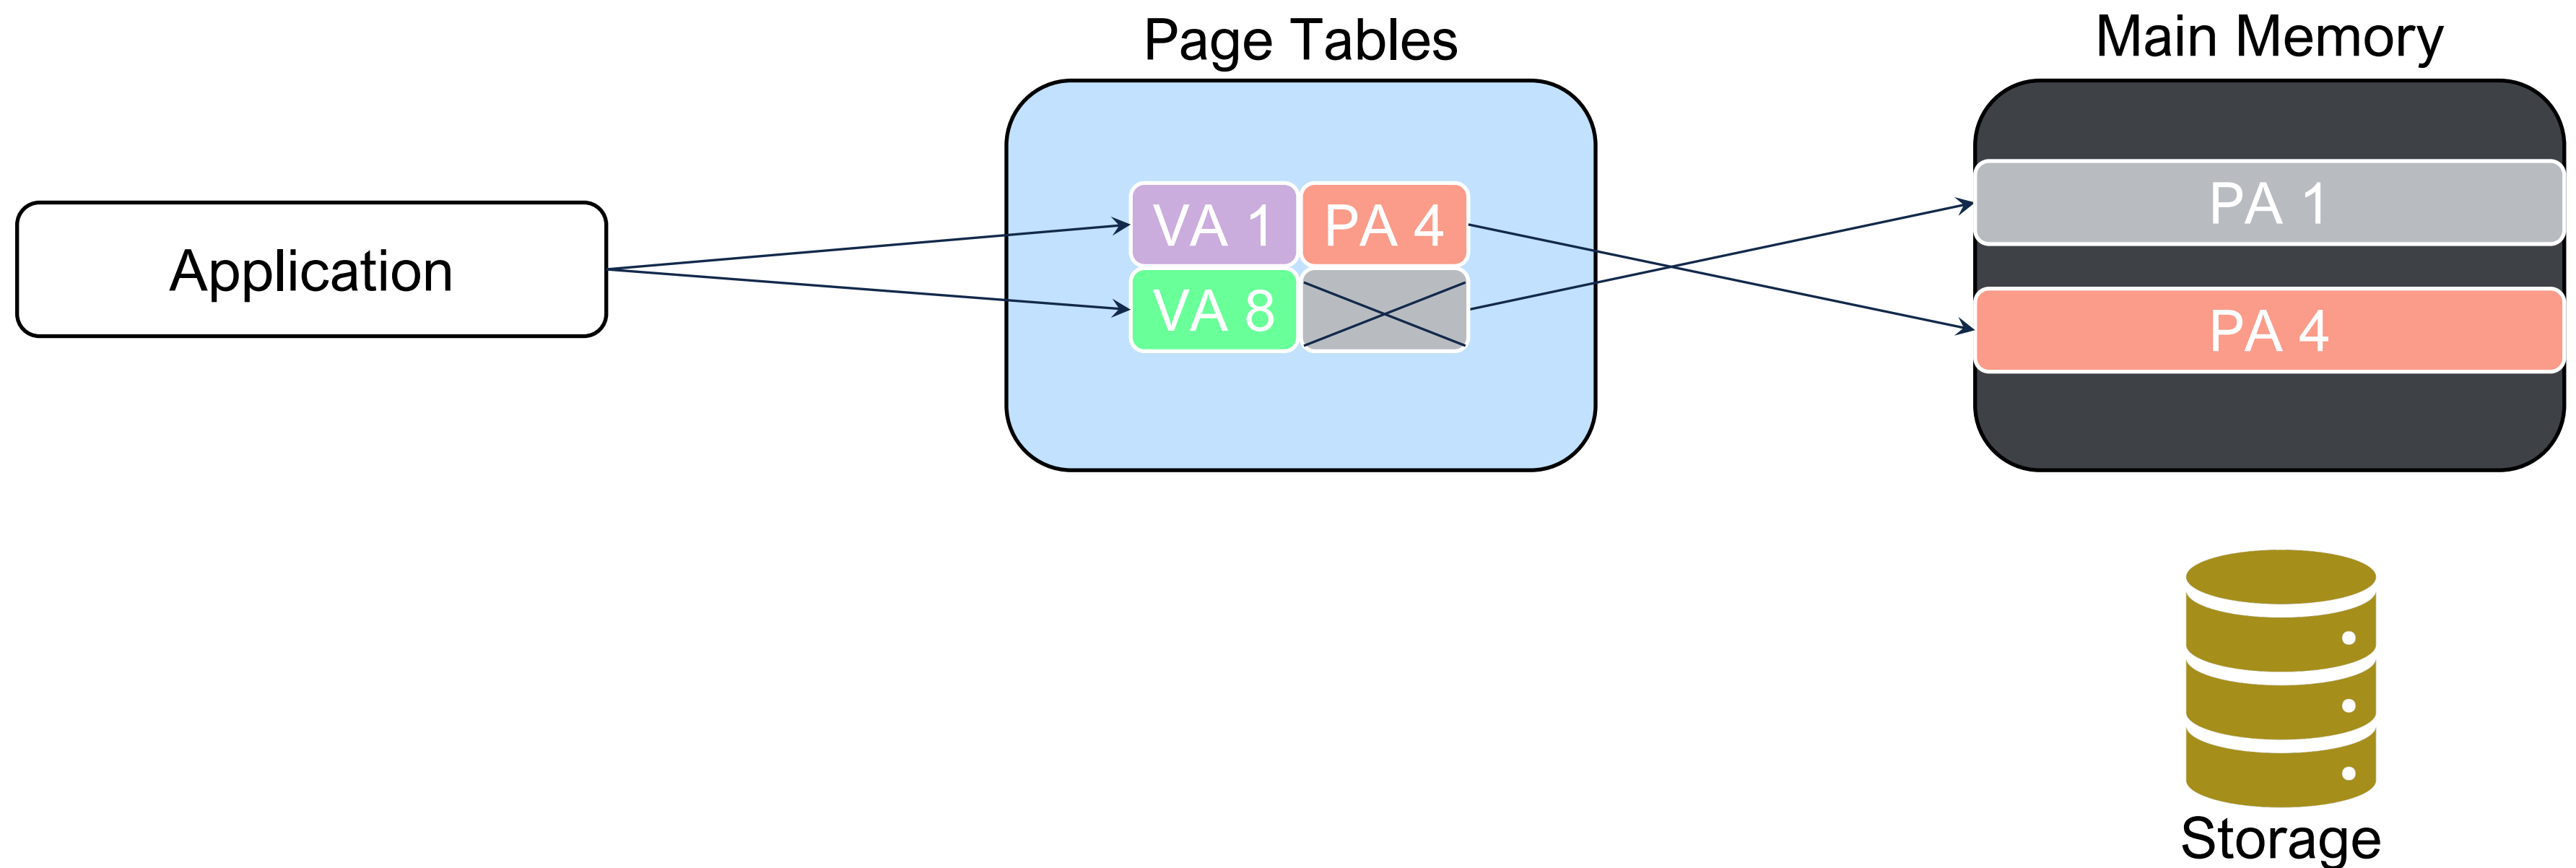 Page Tables
Main Memory
Application
VA 1
PA 4
VA 8
PA 1
PA 4
Storage